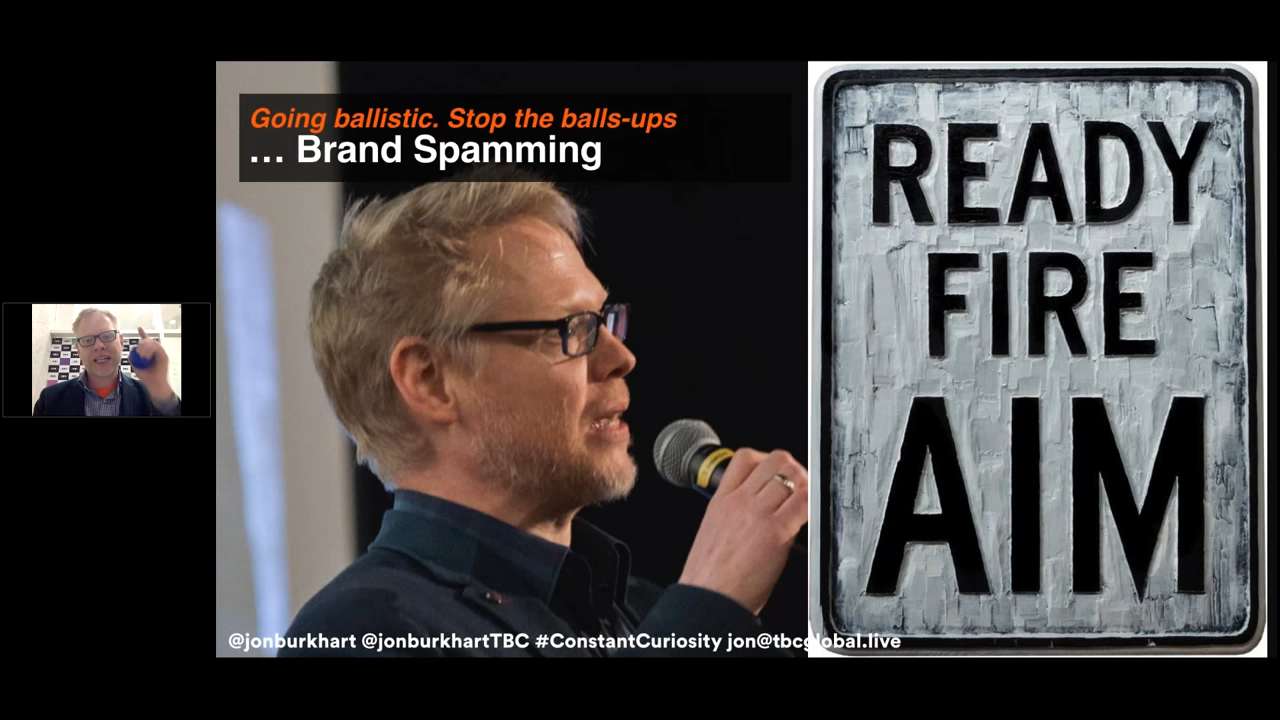 Going ballistic. Stop the balls-ups
... Brand Spamming
READY
FIRE
AIM
@jonburkhart @jonburkhartTBC #ConstantCuriosity jon@tbcglobal.live